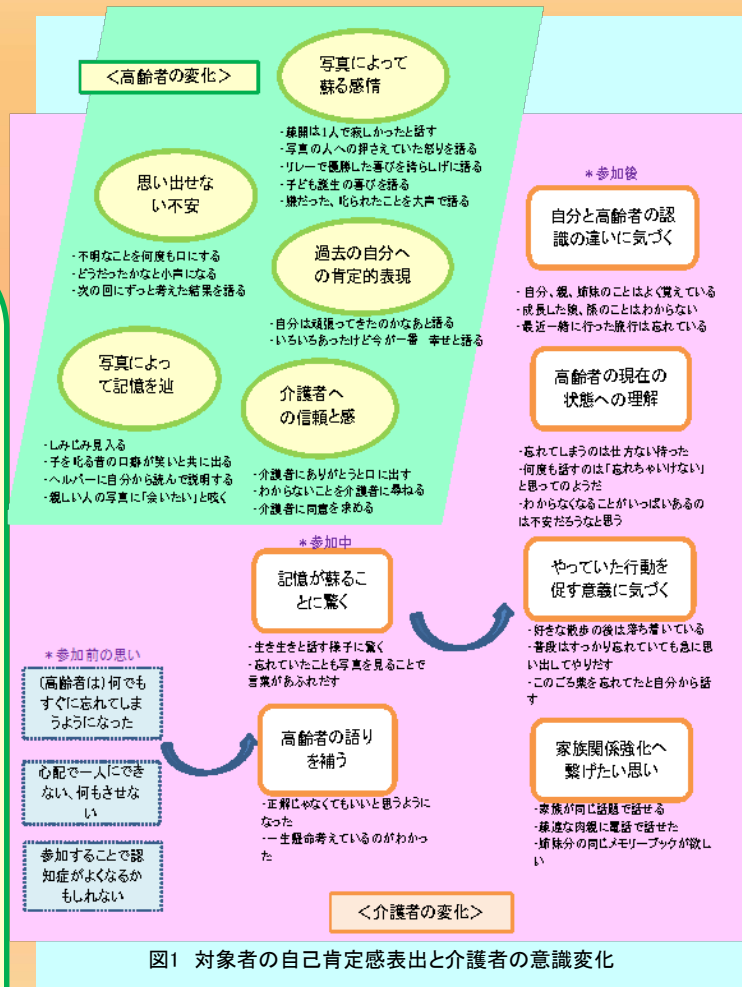 ＜高齢者の変化＞
写真によって
蘇る感情
・疎開は1人で寂しかったと話す
・写真の人への押さえていた怒りを語る
・リレーで優勝した喜びを誇らしげに語る
・子ども誕生の喜びを語る
・嫌だった、叱られたことを大声で語る
思い出せな
い不安
・不明なことを何度も口にする
・どうだったかなと小声になる
・次の回にずっと考えた結果を語る
過去の自分へ
の肯定的表現
・自分は頑張ってきたのかなあと語る
・いろいろあったけど今が一番　幸せと語る
写真によっ
て記憶を辿
・しみじみ見入る
・子を叱る昔の口癖が笑いと共に出る
・ヘルパーに自分から読んで説明する
・親しい人の写真に「会いたい」と呟く
介護者へ
の信頼と感
・介護者にありがとうと口に出す
・わからないことを介護者に尋ねる
・介護者に同意を求める
＊参加前の思い
（高齢者は）何でも
すぐに忘れてしま
うようになった
心配で一人にでき
ない、何もさせな
い
参加することで認
知症がよくなるか
もしれない
＊参加中
記憶が蘇るこ
とに驚く
・生き生きと話す様子に驚く
・忘れていたことも写真を見ることで
言葉があふれだす
高齢者の語り
を補う
・正解じゃなくてもいいと思うように
なった
・一生懸命考えているのがわかっ
た
＊参加後
自分と高齢者の認
識の違いに気づく
・自分、親、姉妹のことはよく覚えている
・成長した娘、孫のことはわからない
・最近一緒に行った旅行は忘れている
高齢者の現在の
状態への理解
・忘れてしまうのは仕方ない待った
・何度も話すのは「忘れちゃいけない」
と思ってのようだ
・わからなくなることがいっぱいあるの
は不安だろうなと思う
やっていた行動を
促す意義に気づく
・好きな散歩の後は落ち着いている
・普段はすっかり忘れていても急に思
い出してやりだす
・このごろ薬を忘れてたと自分から話
す
家族関係強化へ
繋げたい思い
・家族が同じ話題で話せる
・疎遠な肉親に電話で話せた
・姉妹分の同じメモリーブックが欲し
い
＜介護者の変化＞
図1 対象者の自己肯定感表出と介護者の意識変化